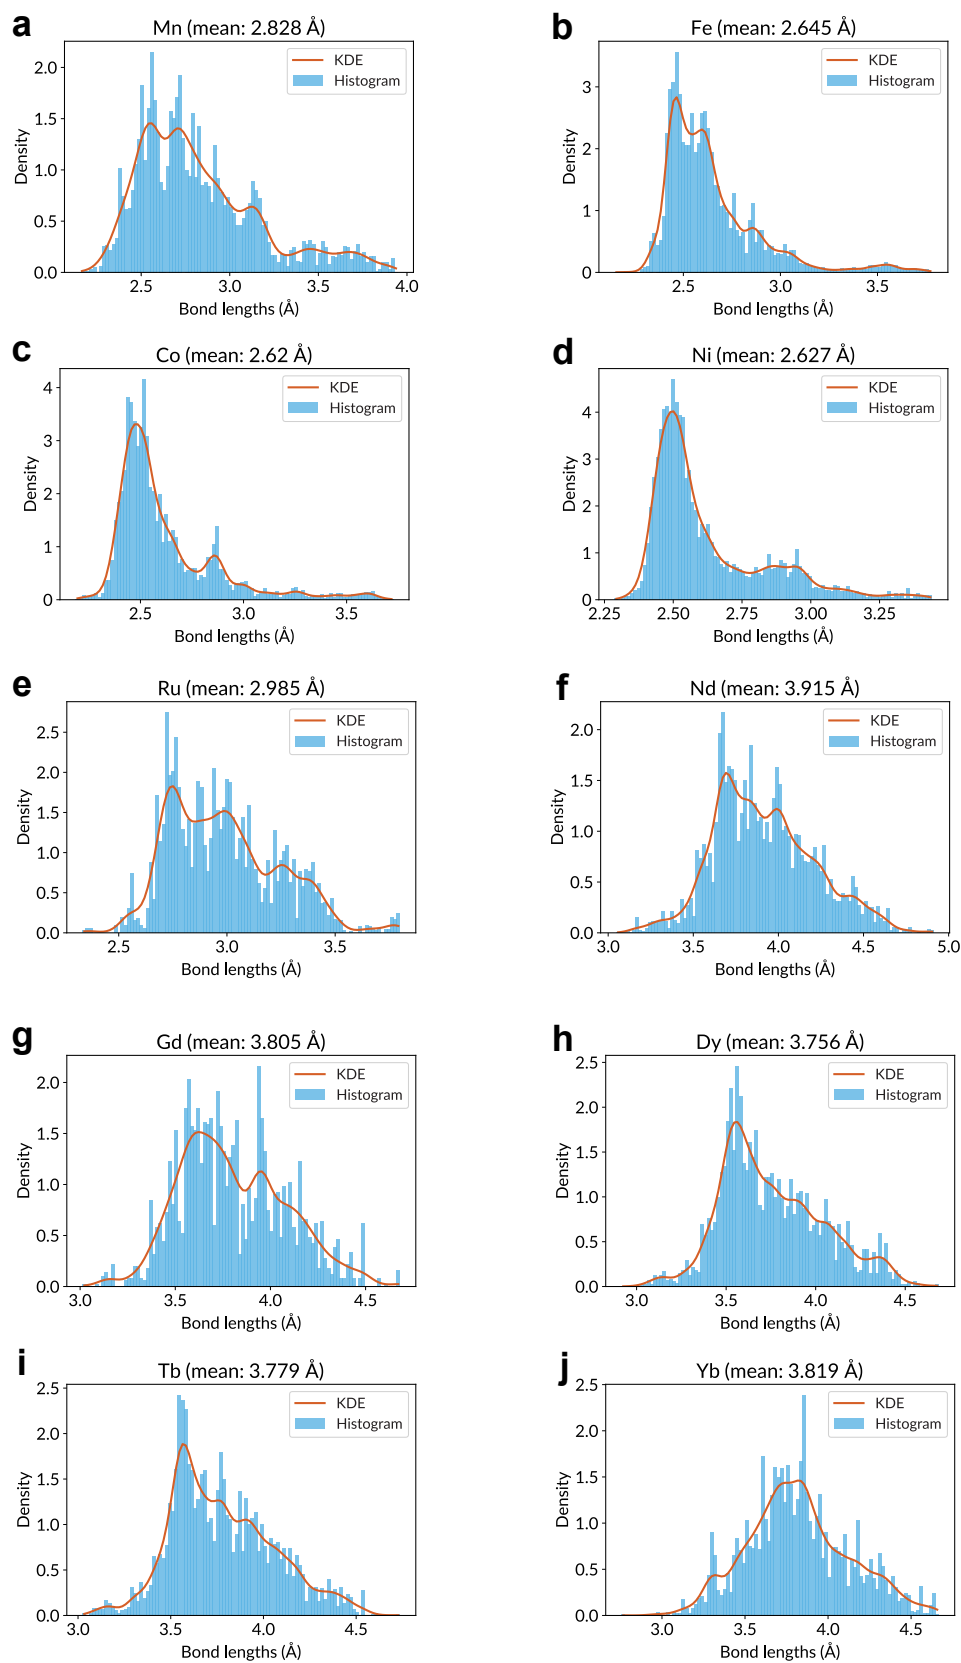 a
Mn (mean: 2.828 Å)
KDE
Histogram
Density
2.0
1.5
1.0
0.5
0.0
2.5 3.0 3.5 4.0
Bond lengths (Å)
b
Fe (mean: 2.645 Å)
KDE
Histogram
Density
3
2
1
0
2.5 3.0 3.5
Bond lengths (Å)
c
Co (mean: 2.62 Å)
KDE
Histogram
Density
4
3
2
1
0
2.5 3.0 3.5
Bond lengths (Å)
d
Ni (mean: 2.627 Å)
KDE
Histogram
Density
4
3
2
1
0
2.25 2.50 2.75 3.00 3.25
Bond lengths (Å)
e
Ru (mean: 2.985 Å)
KDE
Histogram
Density
2.5
2.0
1.5
1.0
0.5
0.0
2.5 3.0 3.5
Bond lengths (Å)
f
Nd (mean: 3.915 Å)
KDE
Histogram
Density
2.0
1.5
1.0
0.5
0.0
3.0 3.5 4.0 4.5 5.0
Bond lengths (Å)
g
Gd (mean: 3.805 Å)
KDE
Histogram
Density
2.0
1.5
1.0
0.5
0.0
3.0 3.5 4.0 4.5
Bond lengths (Å)
h
Dy (mean: 3.756 Å)
KDE
Histogram
Density
2.5
2.0
1.5
1.0
0.5
0.0
3.0 3.5 4.0 4.5
Bond lengths (Å)
i
Tb (mean: 3.779 Å)
KDE
Histogram
Density
2.5
2.0
1.5
1.0
0.5
0.0
3.0 3.5 4.0 4.5
Bond lengths (Å)
j
Yb (mean: 3.819 Å)
KDE
Histogram
Density
2.5
2.0
1.5
1.0
0.5
0.0
3.0 3.5 4.0 4.5
Bond lengths (Å)